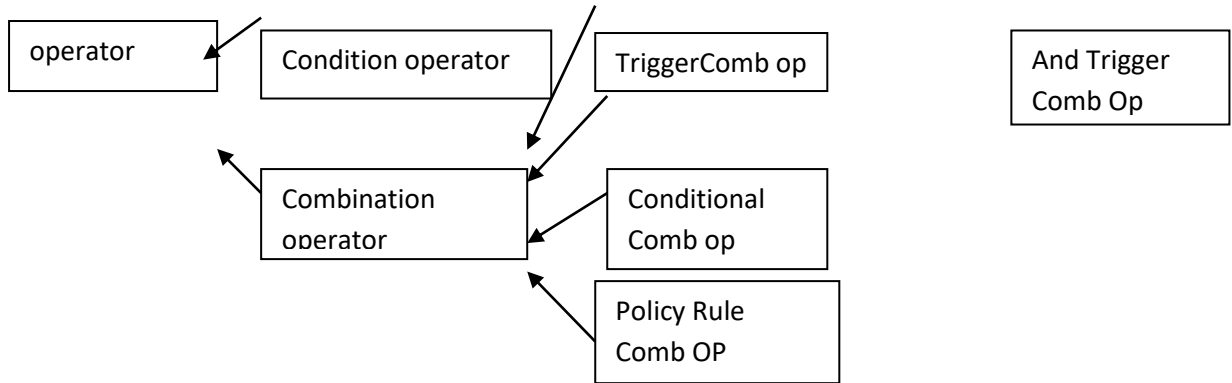 operator
Condition operator
TriggerComb op
And Trigger
Comb Op
Combination
operator
Conditional
Comb op
Policy Rule
Comb OP